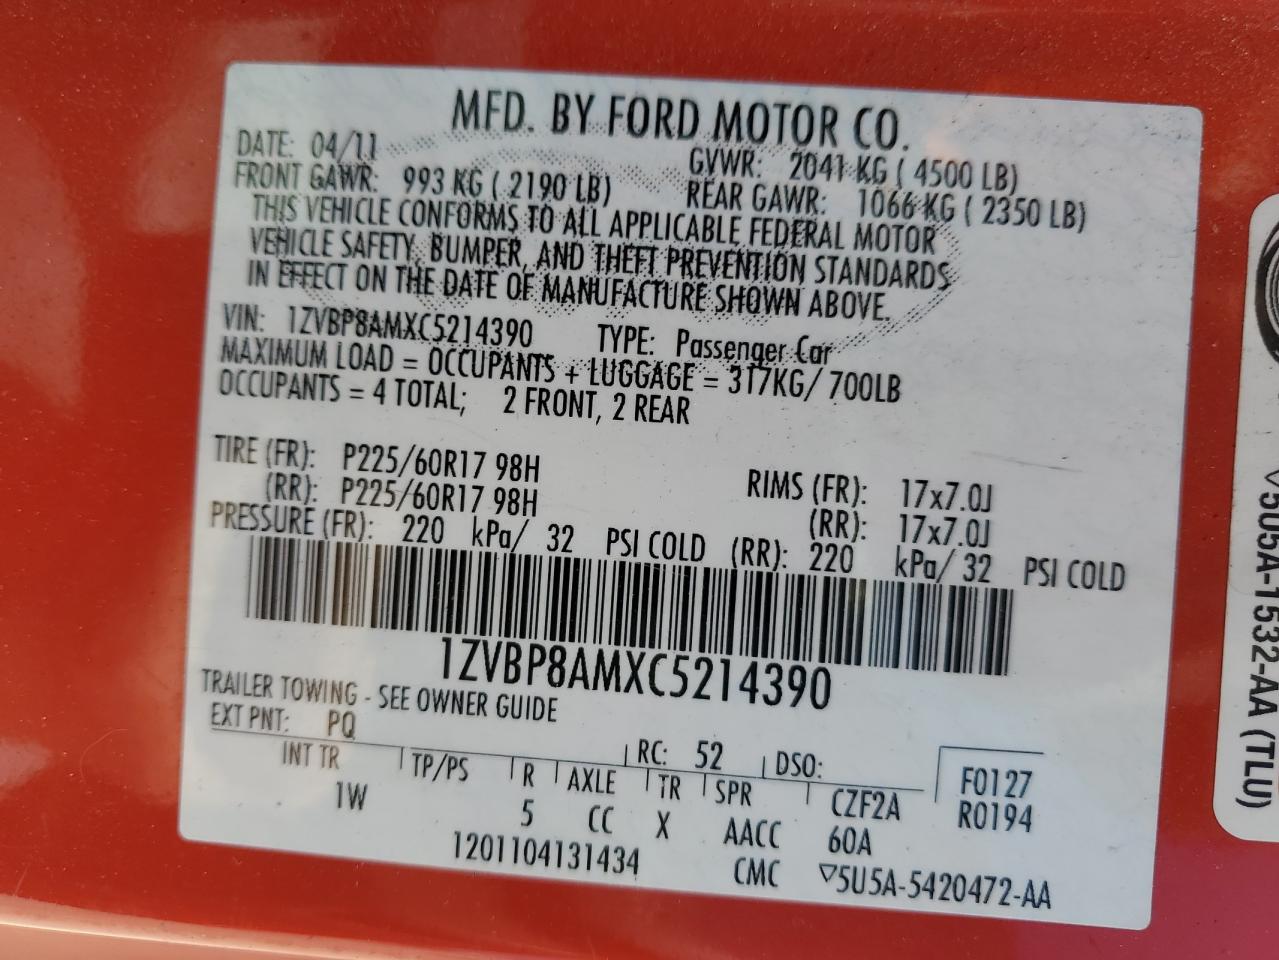 MFD. BY FORD MOTOR CO.
DATE: 04/11 GVWR: 2041 KG ( 4500 LB)
FRONT GAWR: 993 KG ( 2190 LB) REAR GAWR: 1066 KG ( 2350 LB)
THIS VEHICLE CONFORMS TO ALL APPLICABLE FEDERAL MOTOR
VEHICLE SAFETY, BUMPER, AND THEFT PREVENTION STANDARDS
IN EFFECT ON THE DATE OF MANUFACTURE SHOWN ABOVE.
VIN: 1ZVBP8AMXC5214390 TYPE: Passenger Car
MAXIMUM LOAD = OCCUPANTS + LUGGAGE = 317KG/ 700LB
OCCUPANTS = 4 TOTAL; 2 FRONT, 2 REAR
TIRE (FR): P225/60R17 98H RIMS (FR): 17x7.0J
(RR): P225/60R17 98H (RR): 17x7.0J
PRESSURE (FR): 220 kPa/ 32 PSI COLD (RR): 220 kPa/ 32 PSI COLD
1ZVBP8AMXC5214390
TRAILER TOWING - SEE OWNER GUIDE
EXT PNT: PQ RC: 52 DSO:
INT TR TP/PS R AXLE TR SPR CZF2A F0127
1W 5 CC X AACC 60A R0194
1201104131434 CMC ▽5U5A-5420472-AA
▽5U5A-1532-AA (TLU)